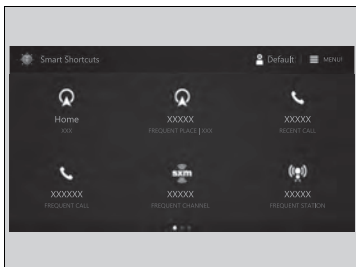 Smart Shortcuts
Default
MENU!
Home
XXX
XXXXX
FREQUENT PLACE | XXX
XXXXX
RECENT CALL
XXXXXX
FREQUENT CALL
sxm
XXXXX
FREQUENT CHANNEL
XXXXX
FREQUENT STATION